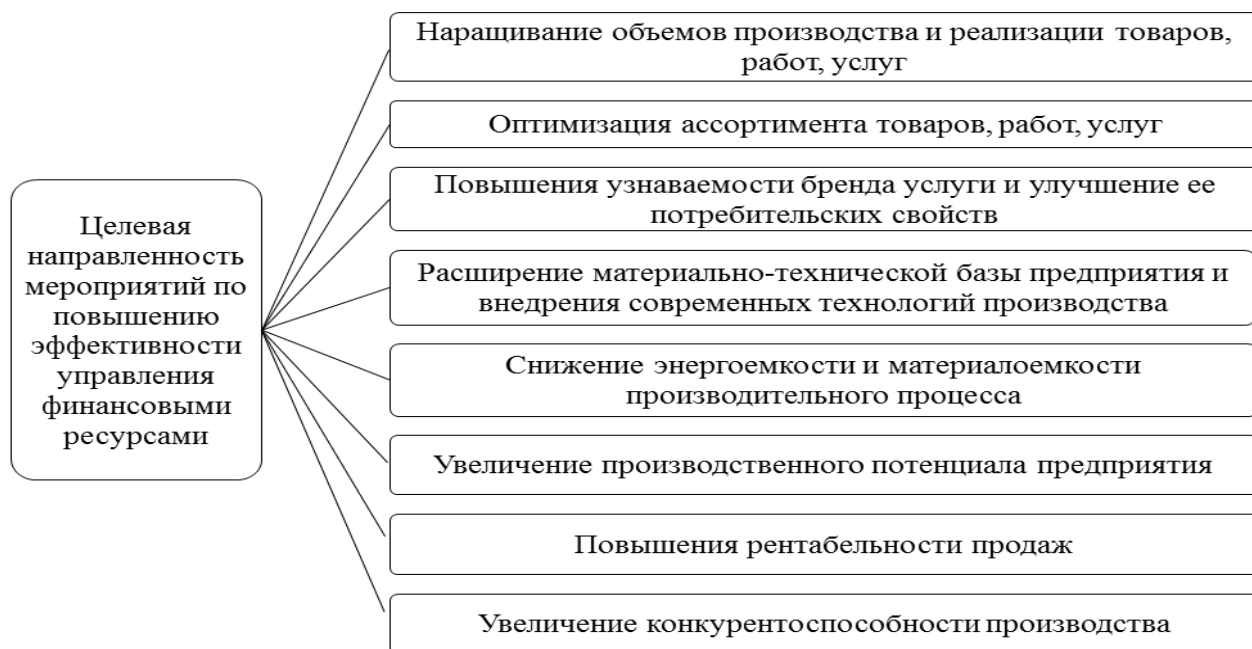 Целевая
направленность
мероприятий по
повышению
эффективности
управления
финансовыми
ресурсами
Наращивание объемов производства и реализации товаров,
работ, услуг
Оптимизация ассортимента товаров, работ, услуг
Повышения узнаваемости бренда услуги и улучшение ее
потребительских свойств
Расширение материально-технической базы предприятия и
внедрения современных технологий производства
Снижение энергоемкости и материалоемкости
производительного процесса
Увеличение производственного потенциала предприятия
Повышения рентабельности продаж
Увеличение конкурентоспособности производства